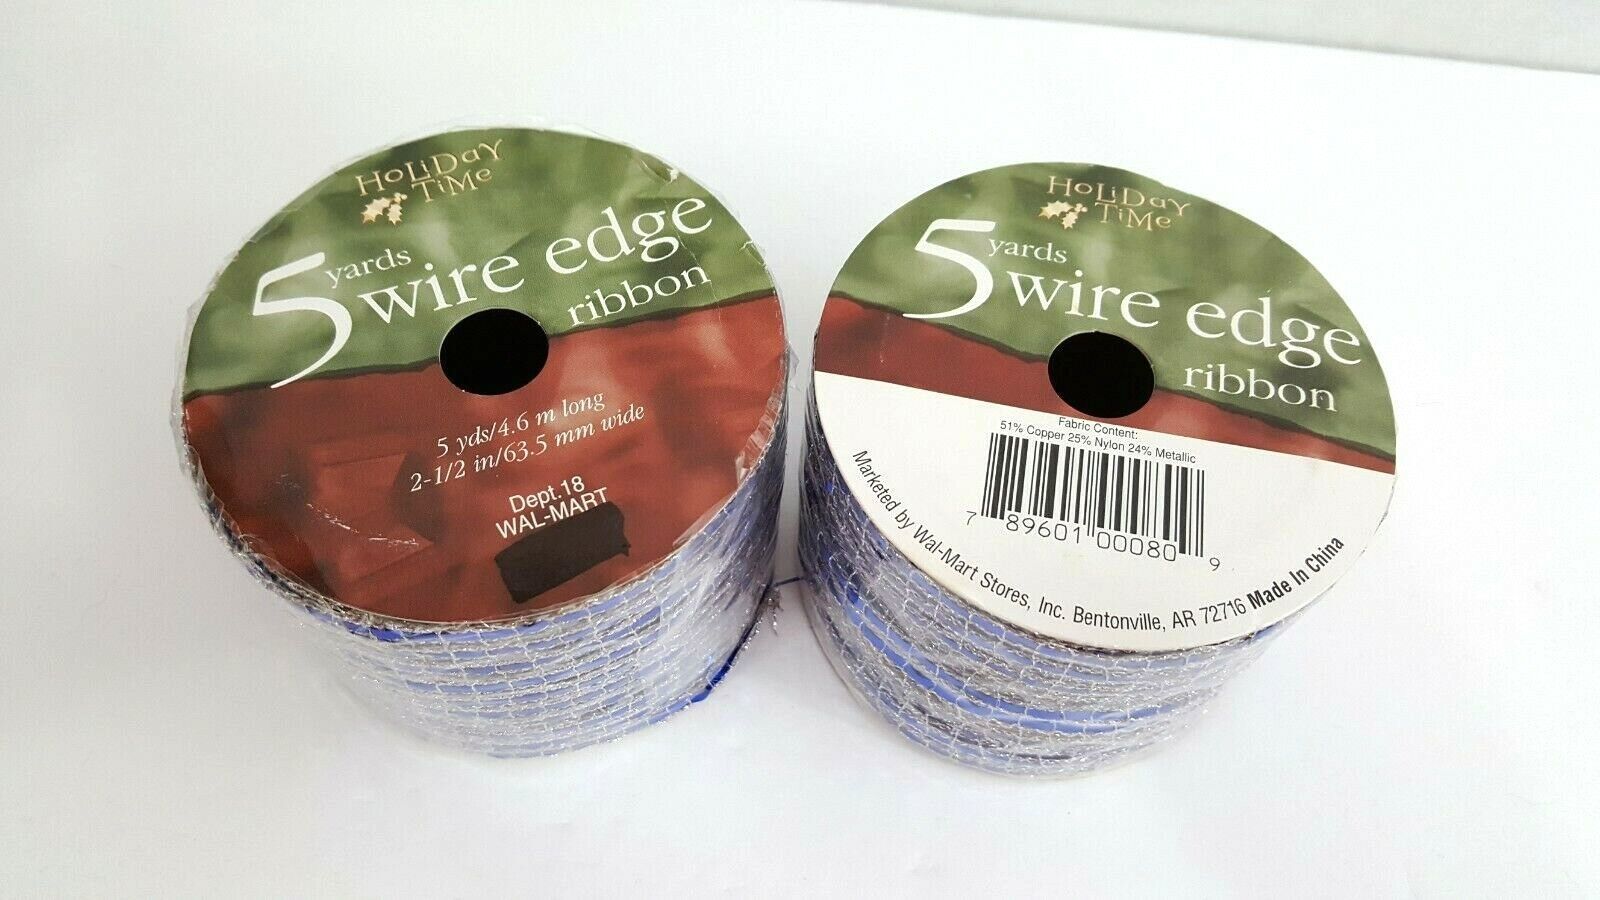 HOLiDaY
TiMe
5 yards
wire edge
ribbon
5 yds/4.6 m long
2-1/2 in/63.5 mm wide
Dept.18
WAL-MART
HOLiDaY
TiMe
5 yards
wire edge
ribbon
Fabric Content:
51% Copper 25% Nylon 24% Metallic
7 89601 00080 9
Marketed by Wal-Mart Stores, Inc. Bentonville, AR 72716 Made In China